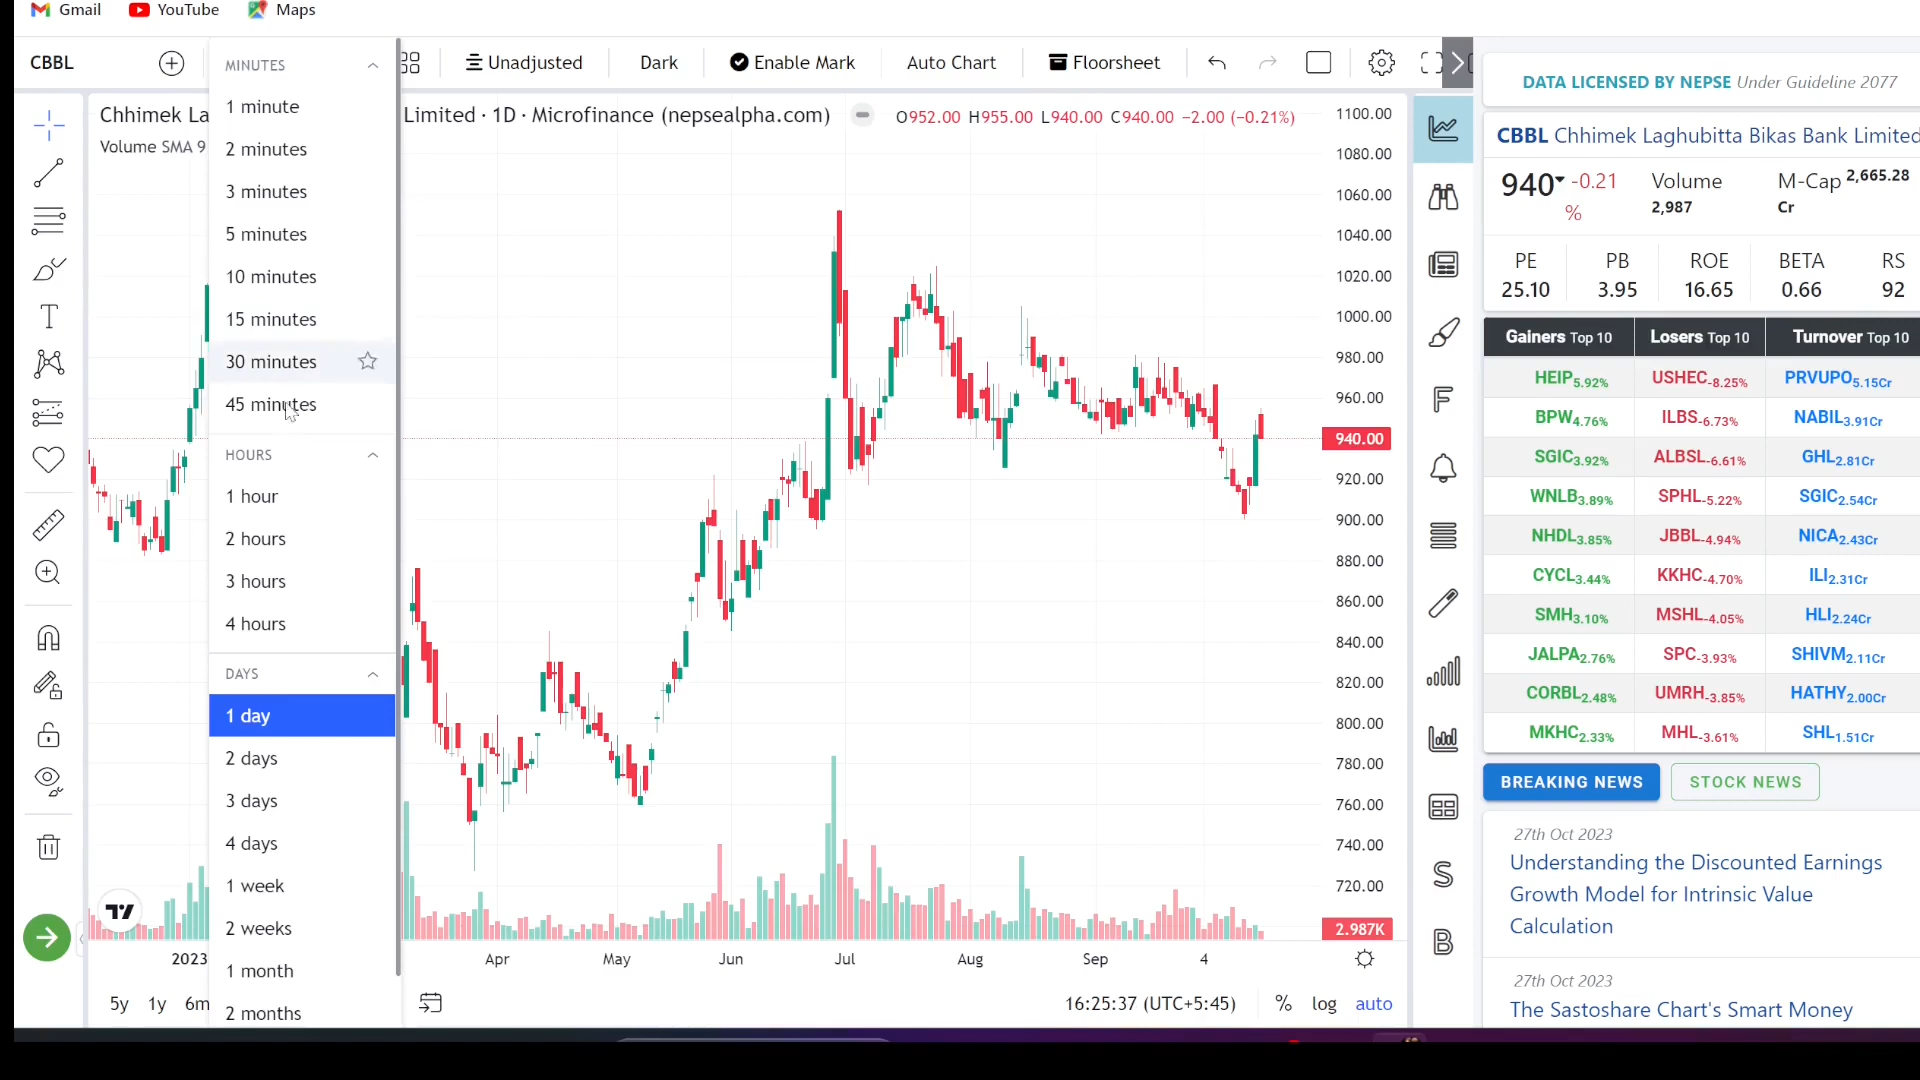 Gmail YouTube Maps
CBBL Unadjusted Dark Enable Mark Auto Chart Floorsheet
MINUTES
1 minute
2 minutes
3 minutes
5 minutes
10 minutes
15 minutes
30 minutes
45 minutes
HOURS
1 hour
2 hours
3 hours
4 hours
DAYS
1 day
2 days
3 days
4 days
1 week
2 weeks
1 month
2 months
Chhimek La Limited · 1D · Microfinance (nepsealpha.com) O952.00 H955.00 L940.00 C940.00 −2.00 (−0.21%)
Volume SMA 9
1100.00
1080.00
1060.00
1040.00
1020.00
1000.00
980.00
960.00
940.00
920.00
900.00
880.00
860.00
840.00
820.00
800.00
780.00
760.00
740.00
720.00
2.987K
2023 Apr May Jun Jul Aug Sep 4
5y 1y 6m 16:25:37 (UTC+5:45) % log auto
DATA LICENSED BY NEPSE Under Guideline 2077
CBBL Chhimek Laghubitta Bikas Bank Limited
940 -0.21 % Volume 2,987 M-Cap 2,665.28 Cr
PE PB ROE BETA RS
25.10 3.95 16.65 0.66 92
Gainers Top 10 Losers Top 10 Turnover Top 10
HEIP5.92% USHEC-8.25% PRVUPO5.15Cr
BPW4.76% ILBS-6.73% NABIL3.91Cr
SGIC3.92% ALBSL-6.61% GHL2.81Cr
WNLB3.89% SPHL-5.22% SGIC2.54Cr
NHDL3.85% JBBL-4.94% NICA2.43Cr
CYCL3.44% KKHC-4.70% ILI2.31Cr
SMH3.10% MSHL-4.05% HLI2.24Cr
JALPA2.76% SPC-3.93% SHIVM2.11Cr
CORBL2.48% UMRH-3.85% HATHY2.00Cr
MKHC2.33% MHL-3.61% SHL1.51Cr
BREAKING NEWS STOCK NEWS
27th Oct 2023
Understanding the Discounted Earnings
Growth Model for Intrinsic Value
Calculation
27th Oct 2023
The Sastoshare Chart's Smart Money